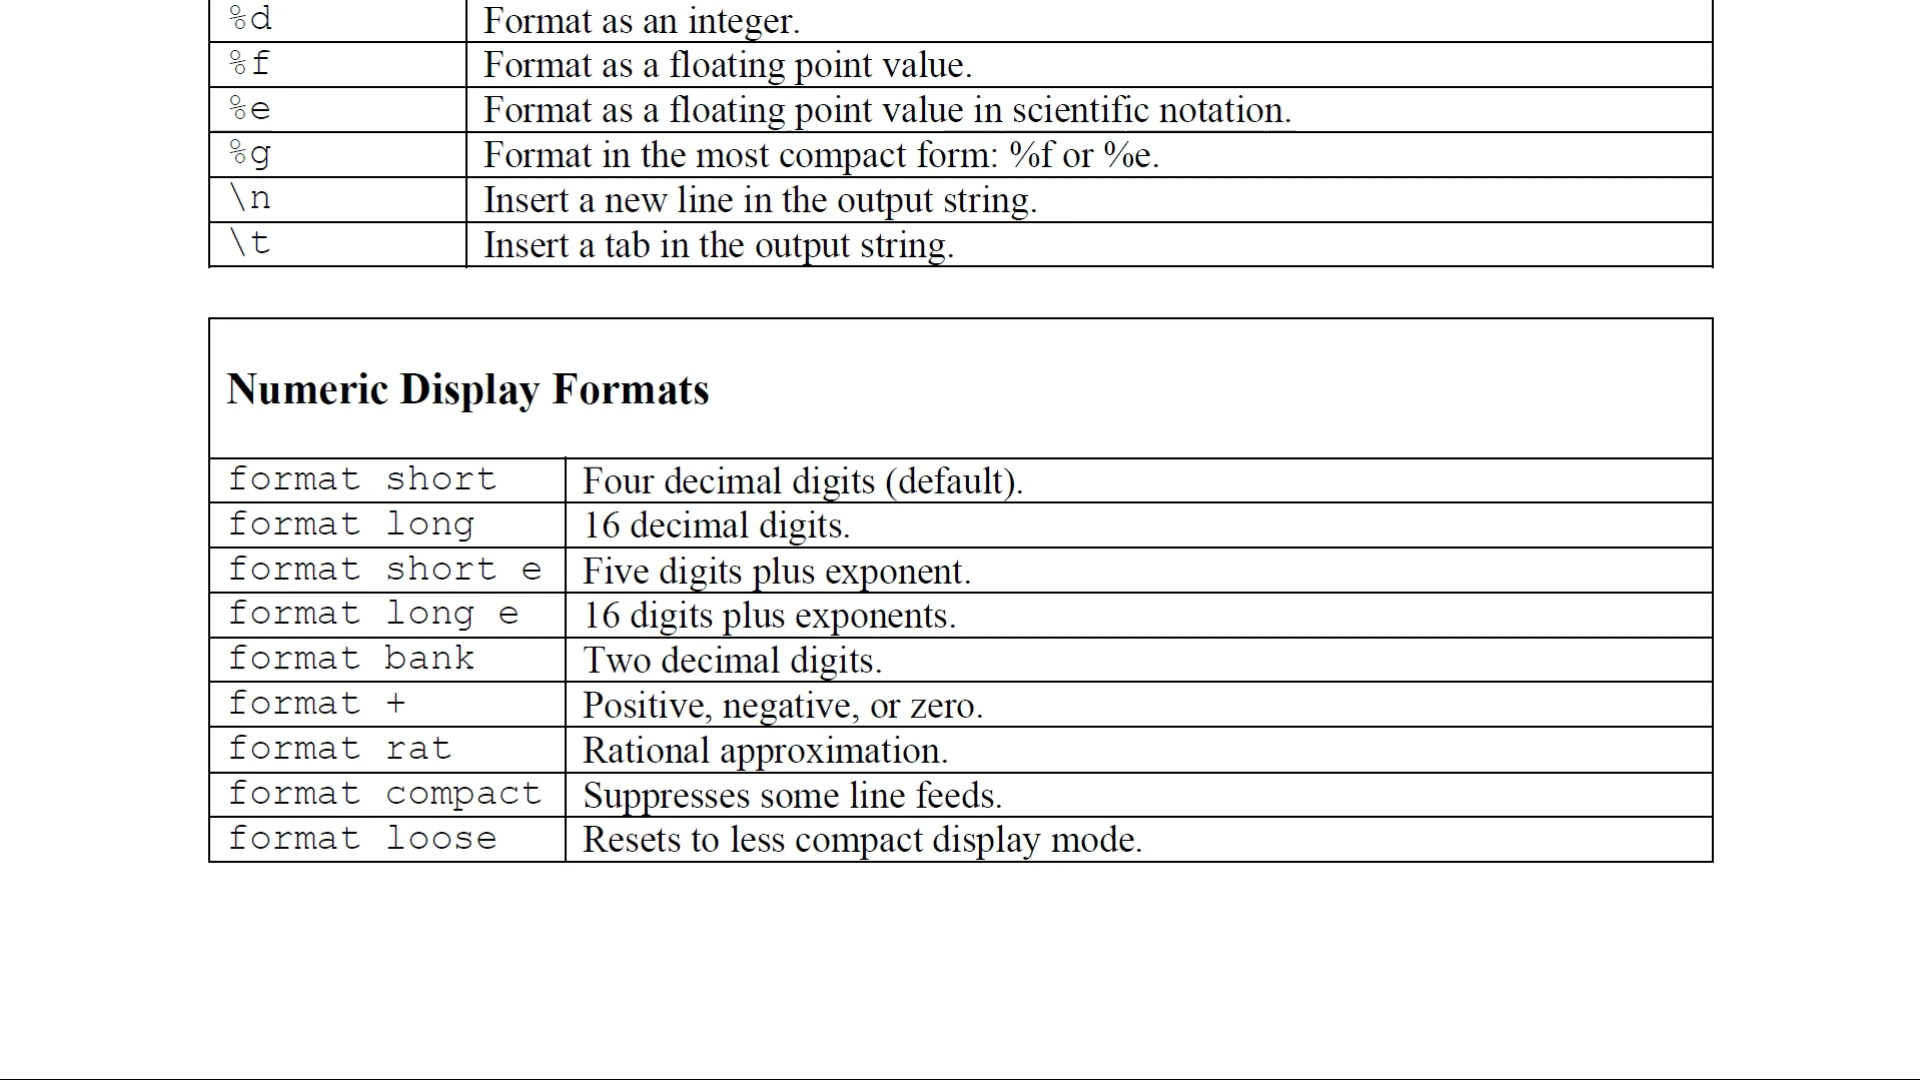 %d Format as an integer.
%f Format as a floating point value.
%e Format as a floating point value in scientific notation.
%g Format in the most compact form: %f or %e.
\n Insert a new line in the output string.
\t Insert a tab in the output string.
Numeric Display Formats
format short Four decimal digits (default).
format long 16 decimal digits.
format short e Five digits plus exponent.
format long e 16 digits plus exponents.
format bank Two decimal digits.
format + Positive, negative, or zero.
format rat Rational approximation.
format compact Suppresses some line feeds.
format loose Resets to less compact display mode.